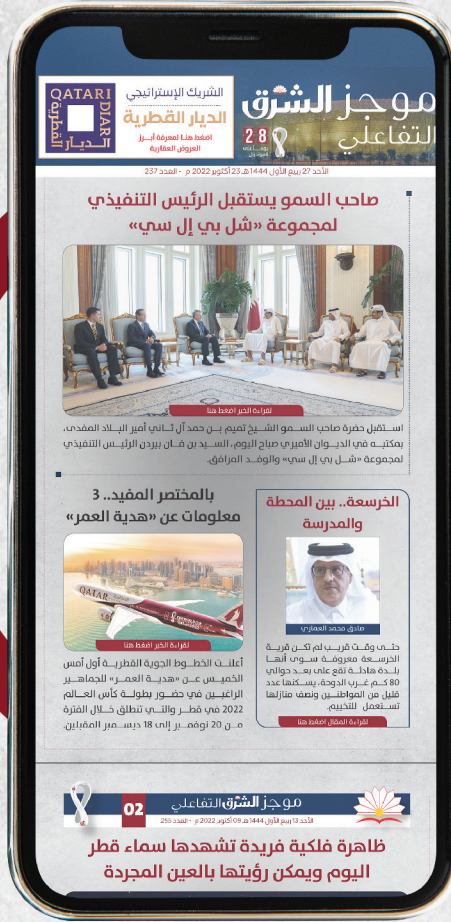 موجز الشرق
التفاعلي
28
الشريك الإستراتيجي
الديار القطرية
اضغط هنا لمعرفة أبرز
العروض العقارية
QATARI DIAR
الديار القطرية
الأحد 27 ربيع الأول 1444 هـ 23 أكتوبر 2022 م - العدد 237
صاحب السمو يستقبل الرئيس التنفيذي
لمجموعة «شل بي إل سي»
لقراءة الخبر اضغط هنا
استقبل حضرة صاحب السمو الشيخ تميم بن حمد آل ثاني أمير البلاد المفدى،
بمكتبه في الديوان الأميري صباح اليوم، السيد بن فان بيردن الرئيس التنفيذي
لمجموعة «شل بي إل سي» والوفد المرافق.
الخرسعة.. بين المحطة
والمدرسة
صادق محمد العماري
حتى وقت قريب لم تكن قرية
الخرسعة معروفة سوى أنها
بلدة هادئة تقع على بعد حوالي
80 كم غرب الدوحة، يسكنها عدد
قليل من المواطنين ونصف منازلها
تستعمل للتخييم.
لقراءة المقال اضغط هنا
بالمختصر المفيد.. 3
معلومات عن «هدية العمر»
QATAR
لقراءة الخبر اضغط هنا
أعلنت الخطوط الجوية القطرية أول أمس
الخميس عن «هدية العمر» للجماهير
الراغبين في حضور بطولة كأس العالم
2022 في قطر والتي تنطلق خلال الفترة
من 20 نوفمبر إلى 18 ديسمبر المقبلين.
موجز الشرق التفاعلي
02
الأحد 13 ربيع الأول 1444 هـ 09 أكتوبر 2022 م - العدد 255
ظاهرة فلكية فريدة تشهدها سماء قطر
اليوم ويمكن رؤيتها بالعين المجردة